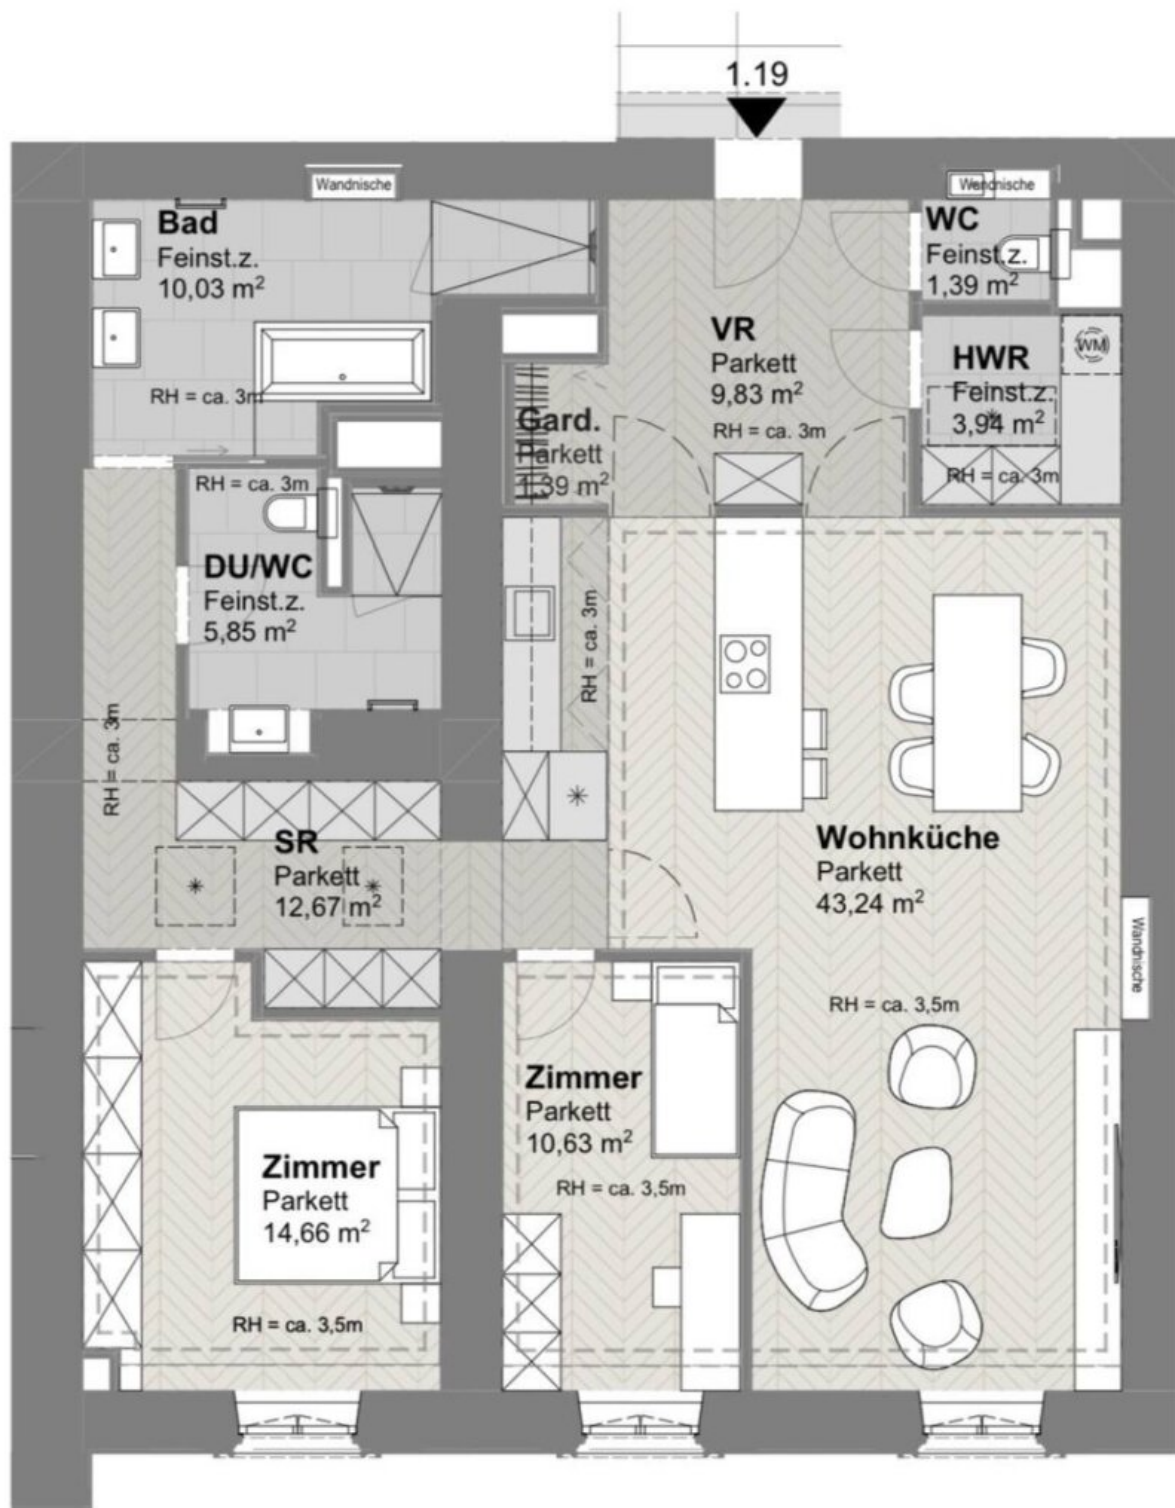 1.19
Wandnische
Wandnische
Bad
Feinst.z.
10,03 m²
RH = ca. 3m
WC
Feinst.z.
1,39 m²
VR
Parkett
9,83 m²
RH = ca. 3m
HWR
Feinst.z.
3,94 m²
RH = ca. 3m
WM
Gard.
Parkett
1,39 m²
RH = ca. 3m
DU/WC
Feinst.z.
5,85 m²
RH = ca. 3m
RH = ca. 3m
SR
Parkett
12,67 m²
Wohnküche
Parkett
43,24 m²
Wandnische
RH = ca. 3,5m
Zimmer
Parkett
10,63 m²
RH = ca. 3,5m
Zimmer
Parkett
14,66 m²
RH = ca. 3,5m